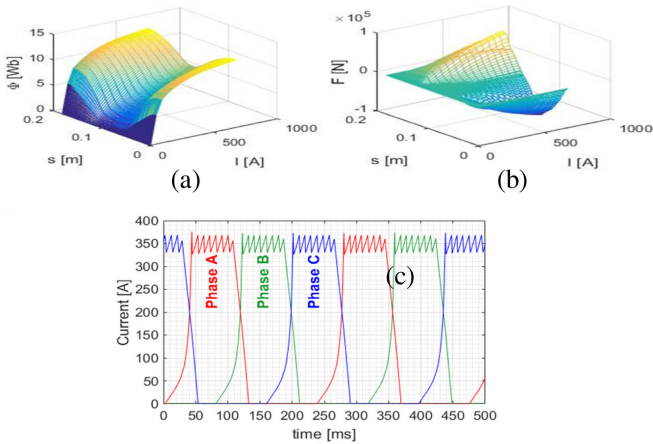 15
10
5
0
Φ [Wb]
0.2
0.1
0
s [m]
0
500
1000
I [A]
(a)
× 10⁵
1
0
-1
F [N]
0.2
0.1
0
s [m]
0
500
1000
I [A]
(b)
400
350
300
250
200
150
100
50
0
Current [A]
Phase A
Phase B
Phase C
(c)
0 50 100 150 200 250 300 350 400 450 500
time [ms]